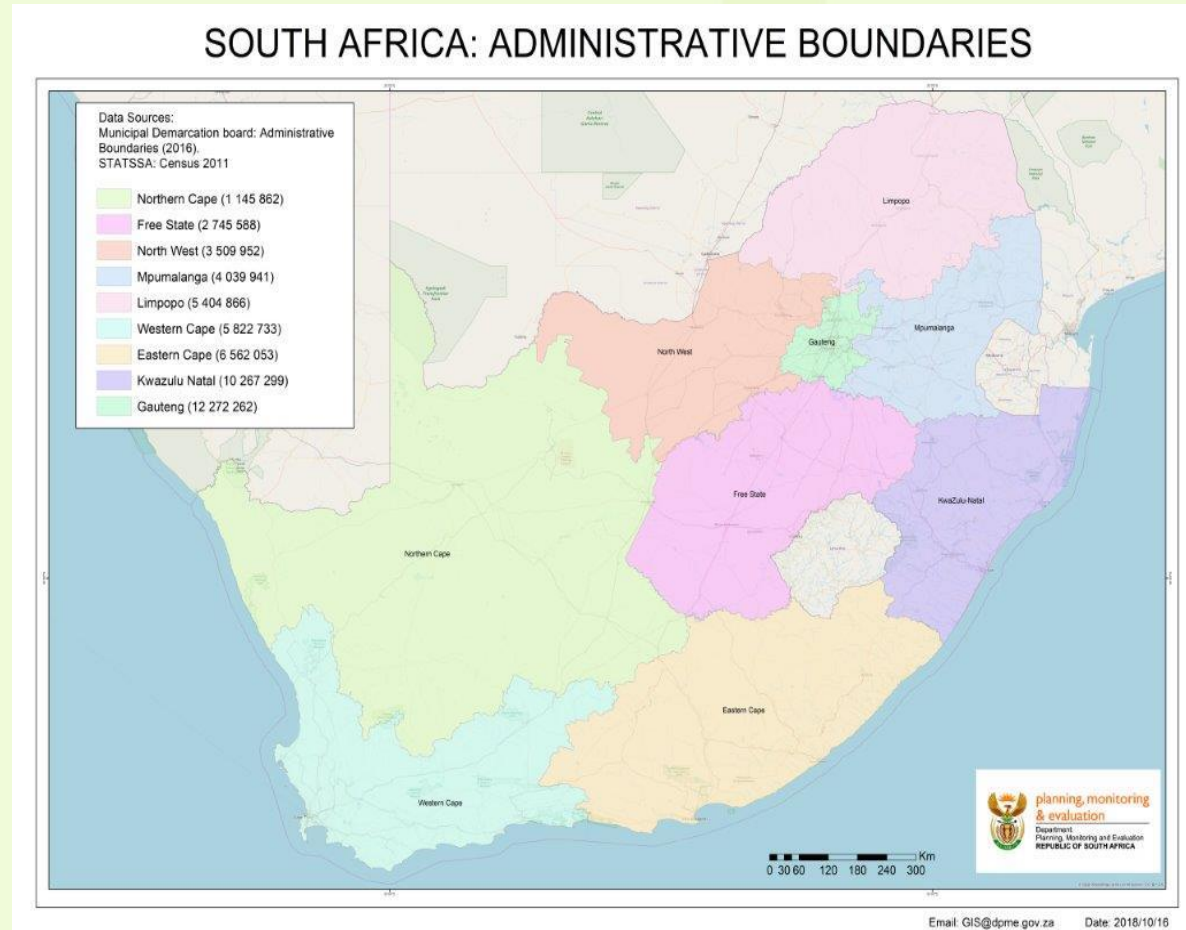 SOUTH AFRICA: ADMINISTRATIVE BOUNDARIES
Data Sources:
Municipal Demarcation board: Administrative
Boundaries (2016).
STATSSA: Census 2011
Northern Cape (1 145 862)
Free State (2 745 588)
North West (3 509 952)
Mpumalanga (4 039 941)
Limpopo (5 404 866)
Western Cape (5 822 733)
Eastern Cape (6 562 053)
Kwazulu Natal (10 267 299)
Gauteng (12 272 262)
Limpopo
Mpumalanga
Gauteng
North West
Free State
KwaZulu-Natal
Northern Cape
Eastern Cape
Western Cape
Km
0 30 60 120 180 240 300
planning, monitoring
& evaluation
Department:
Planning, Monitoring and Evaluation
REPUBLIC OF SOUTH AFRICA
Email: GIS@dpme.gov.za Date: 2018/10/16